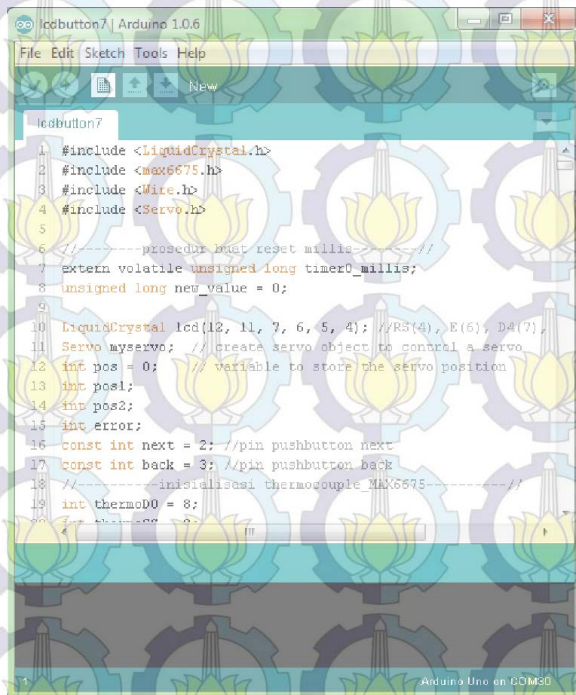 lcdbutton7 | Arduino 1.0.6
File Edit Sketch Tools Help
New
lcdbutton7
1 #include <LiquidCrystal.h>
2 #include <max6675.h>
3 #include <Wire.h>
4 #include <Servo.h>
5
6 //---------prosedur buat reset millis---------//
7 extern volatile unsigned long timer0_millis;
8 unsigned long new_value = 0;
9
10 LiquidCrystal lcd(12, 11, 7, 6, 5, 4); //RS(4), E(6), D4(7),
11 Servo myservo; // create servo object to control a servo
12 int pos = 0; // variable to store the servo position
13 int pos1;
14 int pos2;
15 int error;
16 const int next = 2; //pin pushbutton next
17 const int back = 3; //pin pushbutton back
18 //-----------inisialisasi thermocouple_MAX6675-----------//
19 int thermoDO = 8;
1 Arduino Uno on COM30